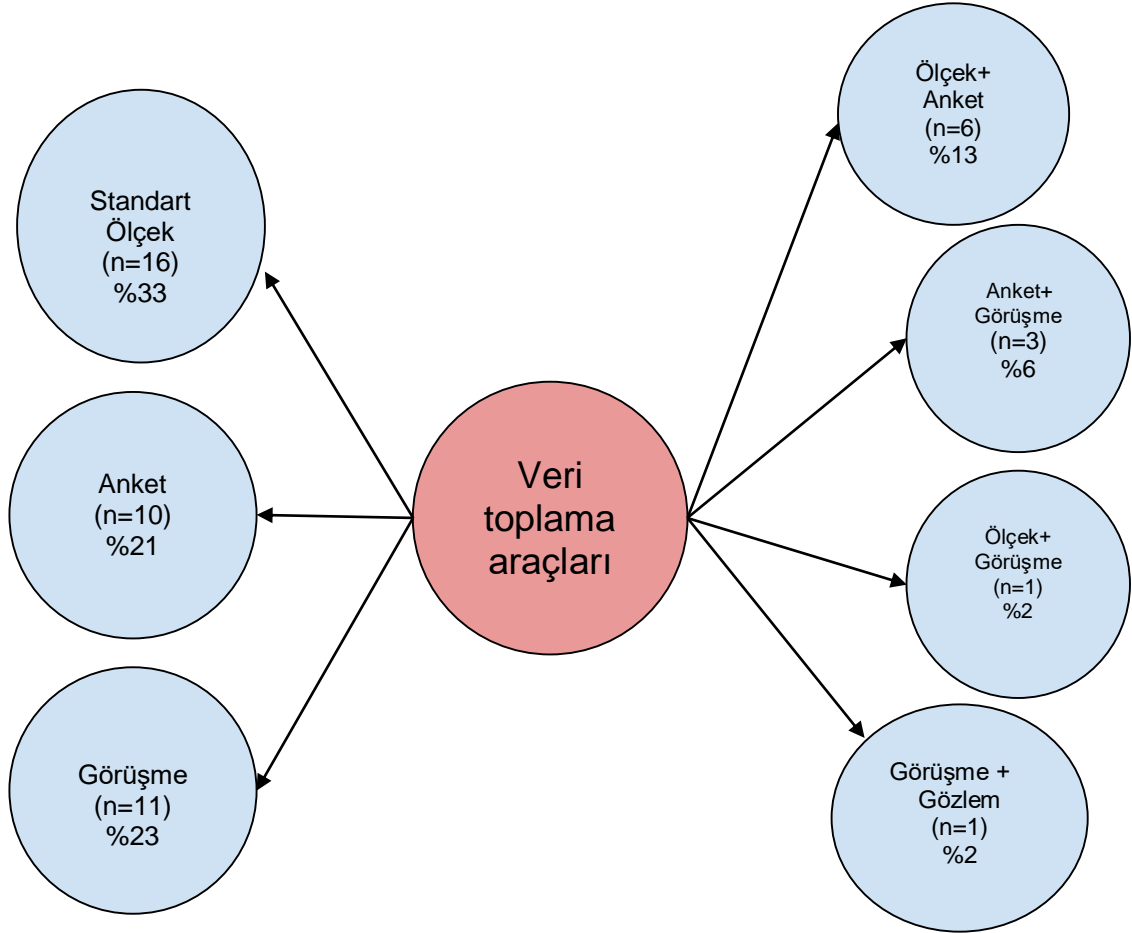 Standart
Ölçek
(n=16)
%33
Anket
(n=10)
%21
Görüşme
(n=11)
%23
Veri
toplama
araçları
Ölçek+
Anket
(n=6)
%13
Anket+
Görüşme
(n=3)
%6
Ölçek+
Görüşme
(n=1)
%2
Görüşme +
Gözlem
(n=1)
%2